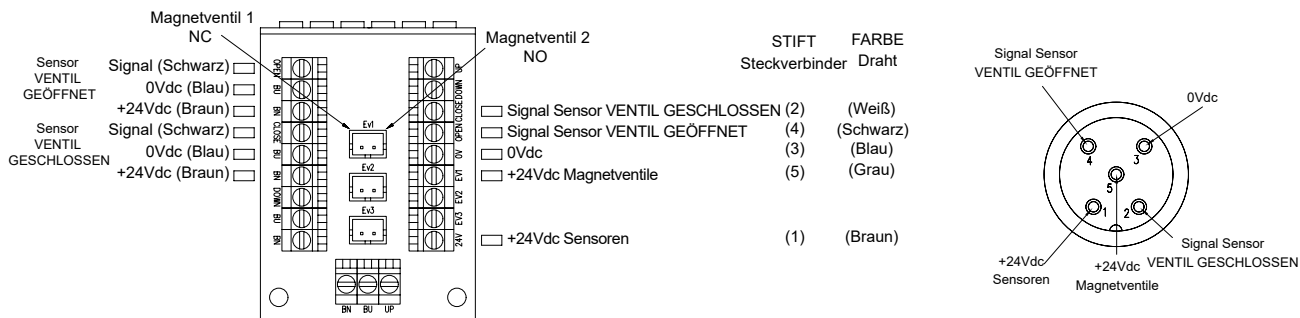 Magnetventil 1
NC
Magnetventil 2
NO
Sensor
VENTIL
GEÖFFNET
Signal (Schwarz)
0Vdc (Blau)
+24Vdc (Braun)
Sensor
VENTIL
GESCHLOSSEN
Signal (Schwarz)
0Vdc (Blau)
+24Vdc (Braun)
OPEN
BU
BN
CLOSE
BU
BN
DOWN
BU
BN
Ev1
Ev2
Ev3
UP
DOWN
CLOSE
OPEN
0V
EV1
EV2
EV3
24V
BN BU UP
STIFT FARBE
Steckverbinder Draht
Signal Sensor VENTIL GESCHLOSSEN (2) (Weiß)
Signal Sensor VENTIL GEÖFFNET (4) (Schwarz)
0Vdc (3) (Blau)
+24Vdc Magnetventile (5) (Grau)
+24Vdc Sensoren (1) (Braun)
Signal Sensor
VENTIL GEÖFFNET
0Vdc
4 3
5
1 2
+24Vdc
Sensoren
+24Vdc
Magnetventile
Signal Sensor
VENTIL GESCHLOSSEN